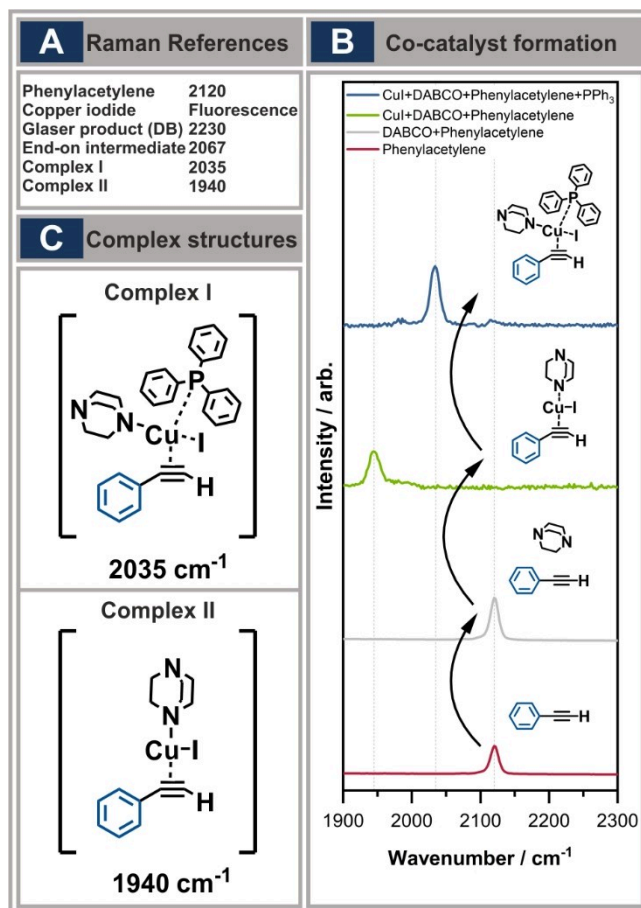 A Raman References
Phenylacetylene 2120
Copper iodide Fluorescence
Glaser product (DB) 2230
End-on intermediate 2067
Complex I 2035
Complex II 1940
C Complex structures
Complex I
P
N
N
Cu
I
H
2035 cm⁻¹
Complex II
N
N
Cu-I
H
1940 cm⁻¹
B Co-catalyst formation
CuI+DABCO+Phenylacetylene+PPh₃
CuI+DABCO+Phenylacetylene
DABCO+Phenylacetylene
Phenylacetylene
P
N
N
Cu
I
H
N
N
Cu-I
H
N
N
H
H
Intensity / arb.
1900 2000 2100 2200 2300
Wavenumber / cm⁻¹